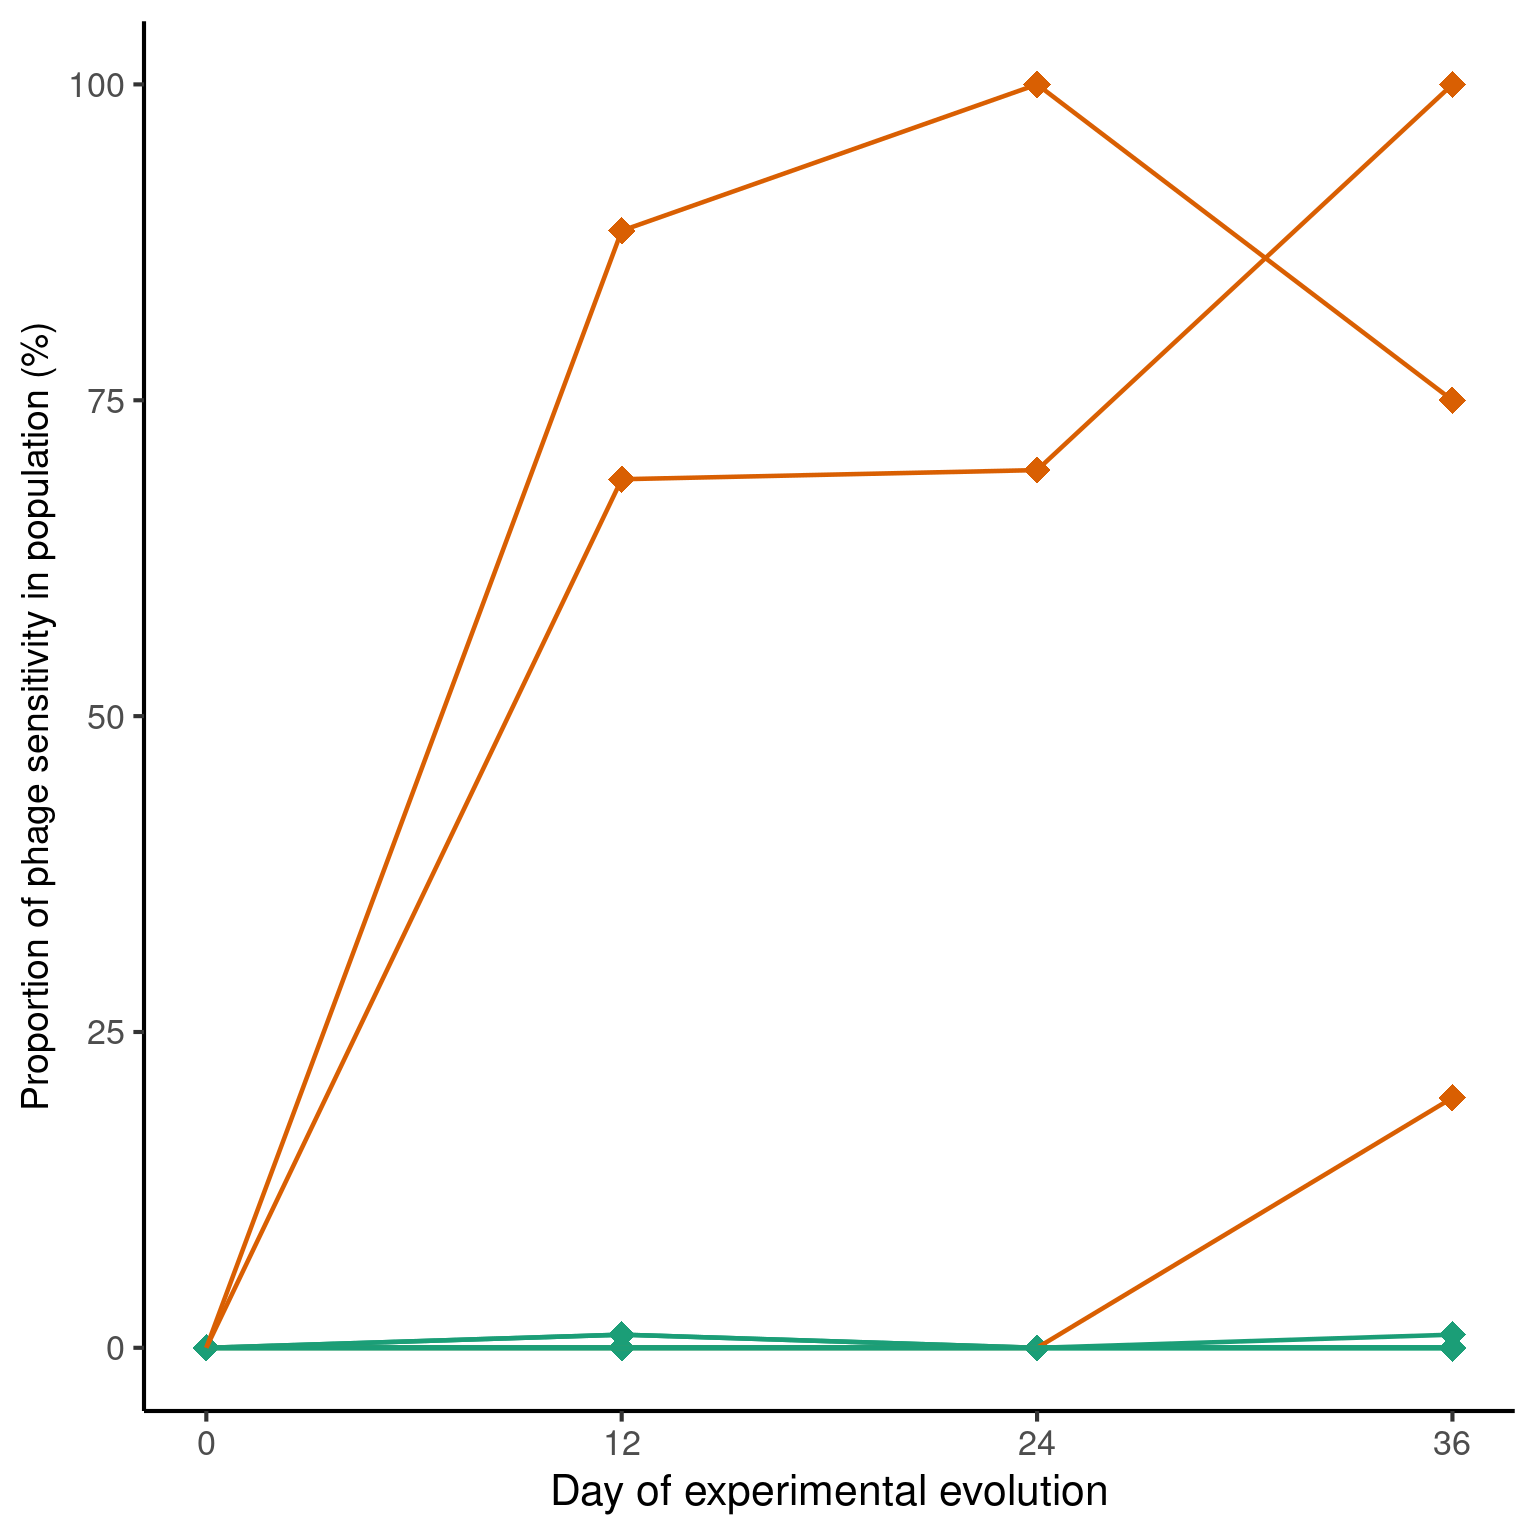 Proportion of phage sensitivity in population (%)
100
75
50
25
0
0 12 24 36
Day of experimental evolution